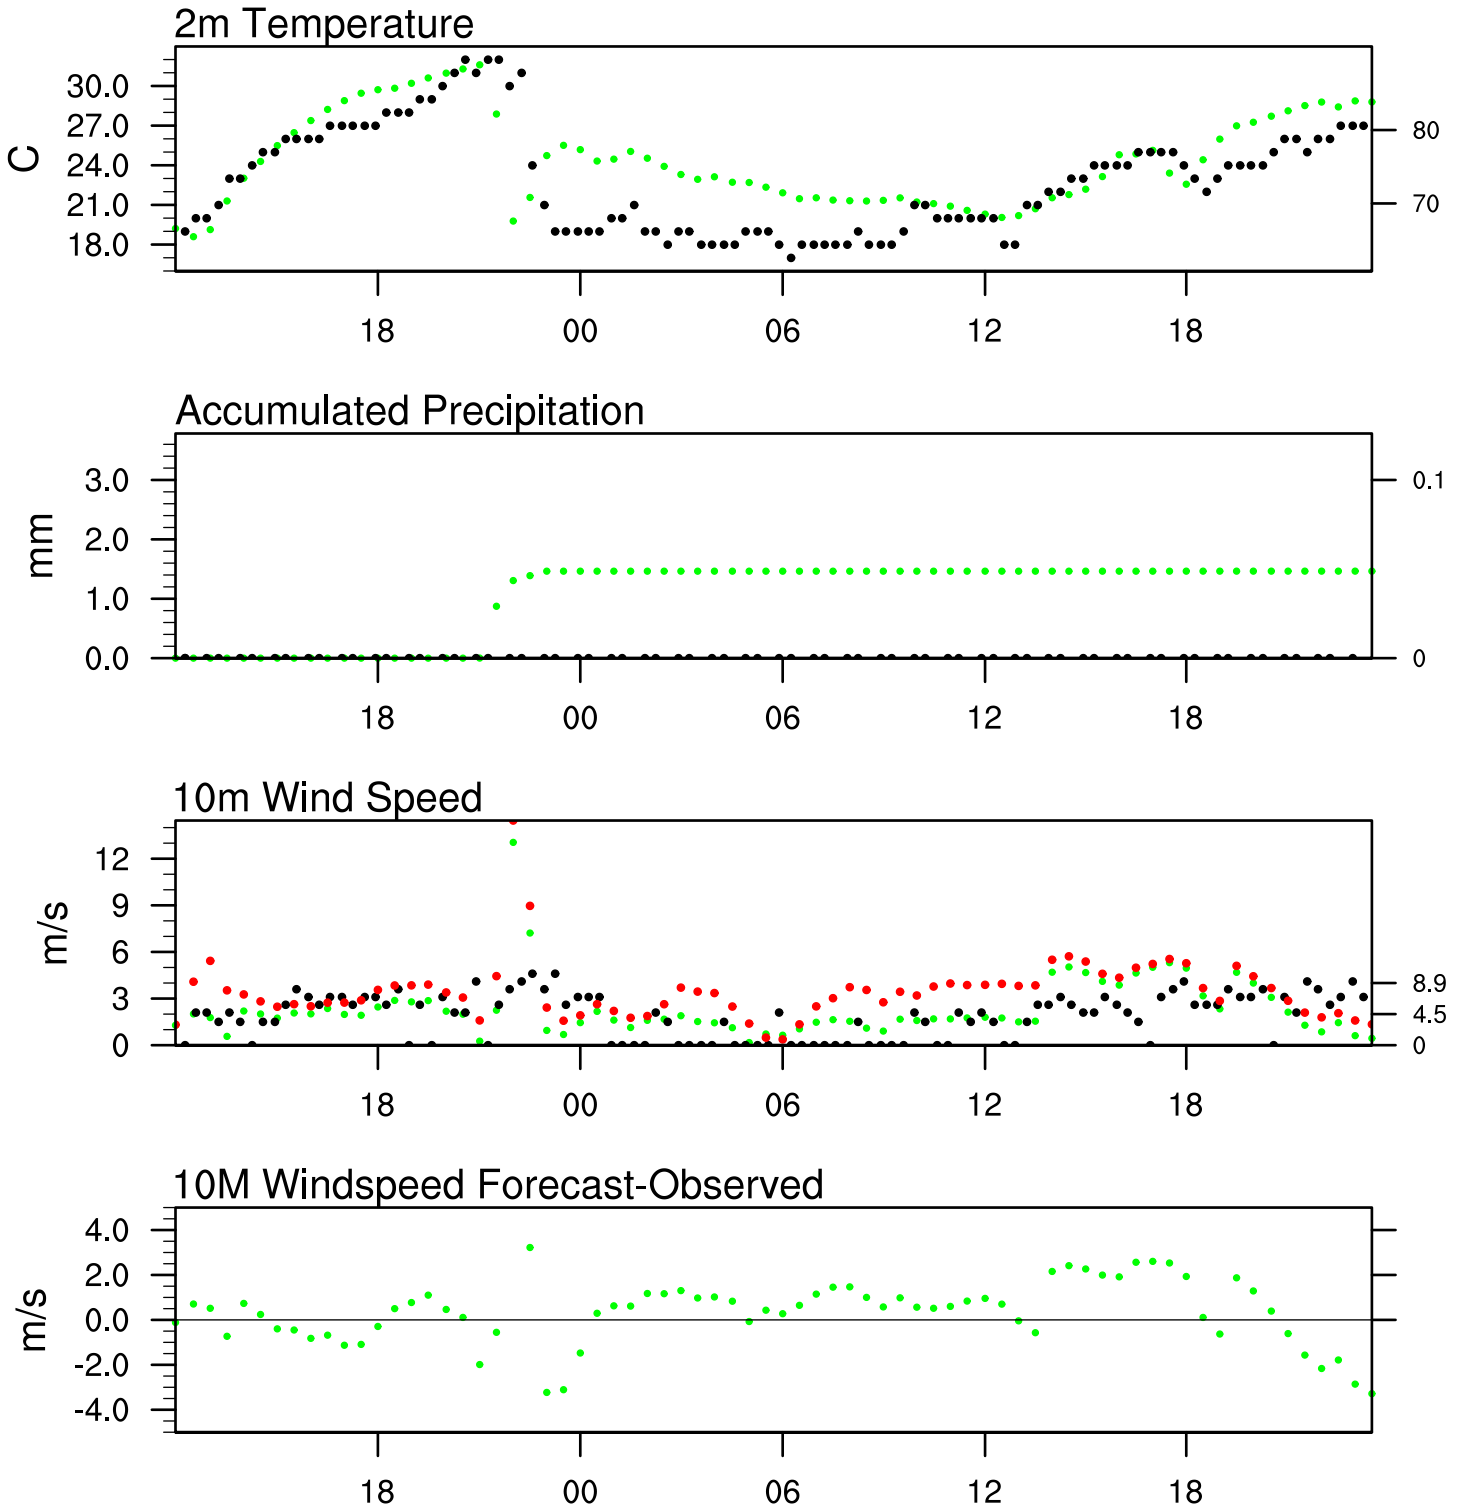 2m Temperature
30.0
27.0
24.0
21.0
18.0
C
80
70
18 00 06 12 18
Accumulated Precipitation
3.0
2.0
1.0
0.0
mm
0.1
0
18 00 06 12 18
10m Wind Speed
12
9
6
3
0
m/s
8.9
4.5
0
18 00 06 12 18
10M Windspeed Forecast-Observed
4.0
2.0
0.0
-2.0
-4.0
m/s
18 00 06 12 18